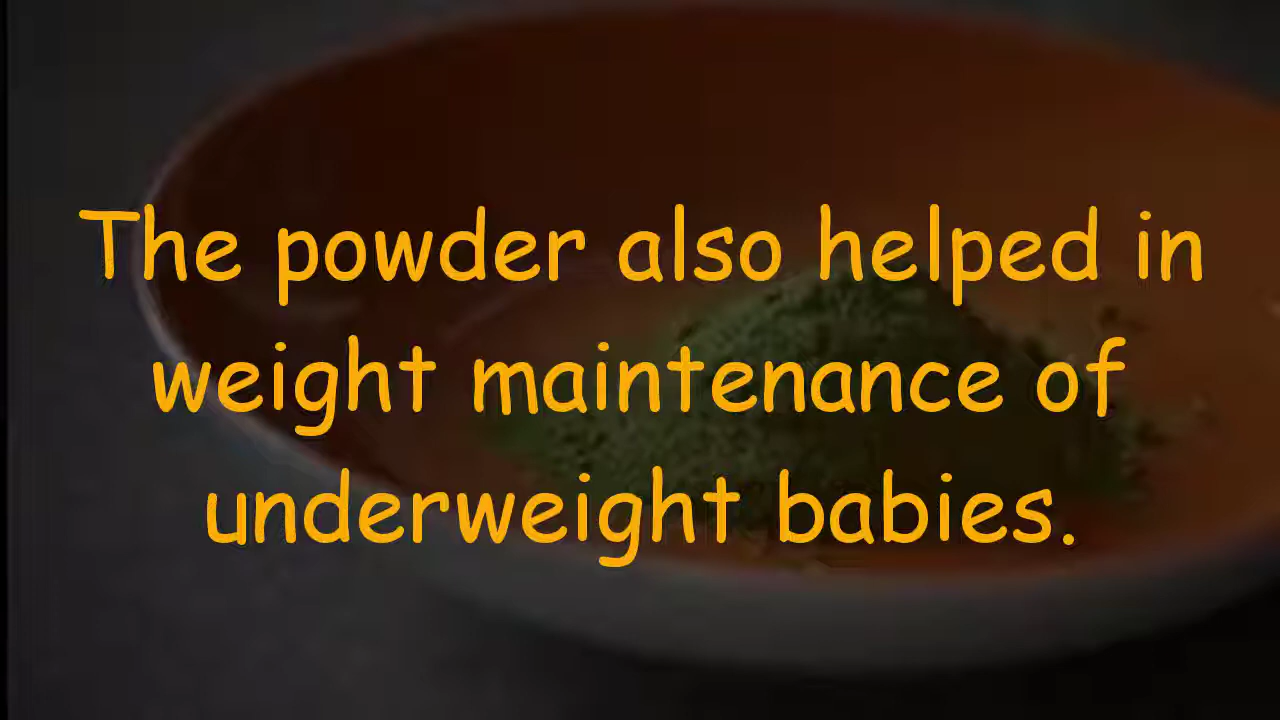 The powder also helped in
weight maintenance of
underweight babies.